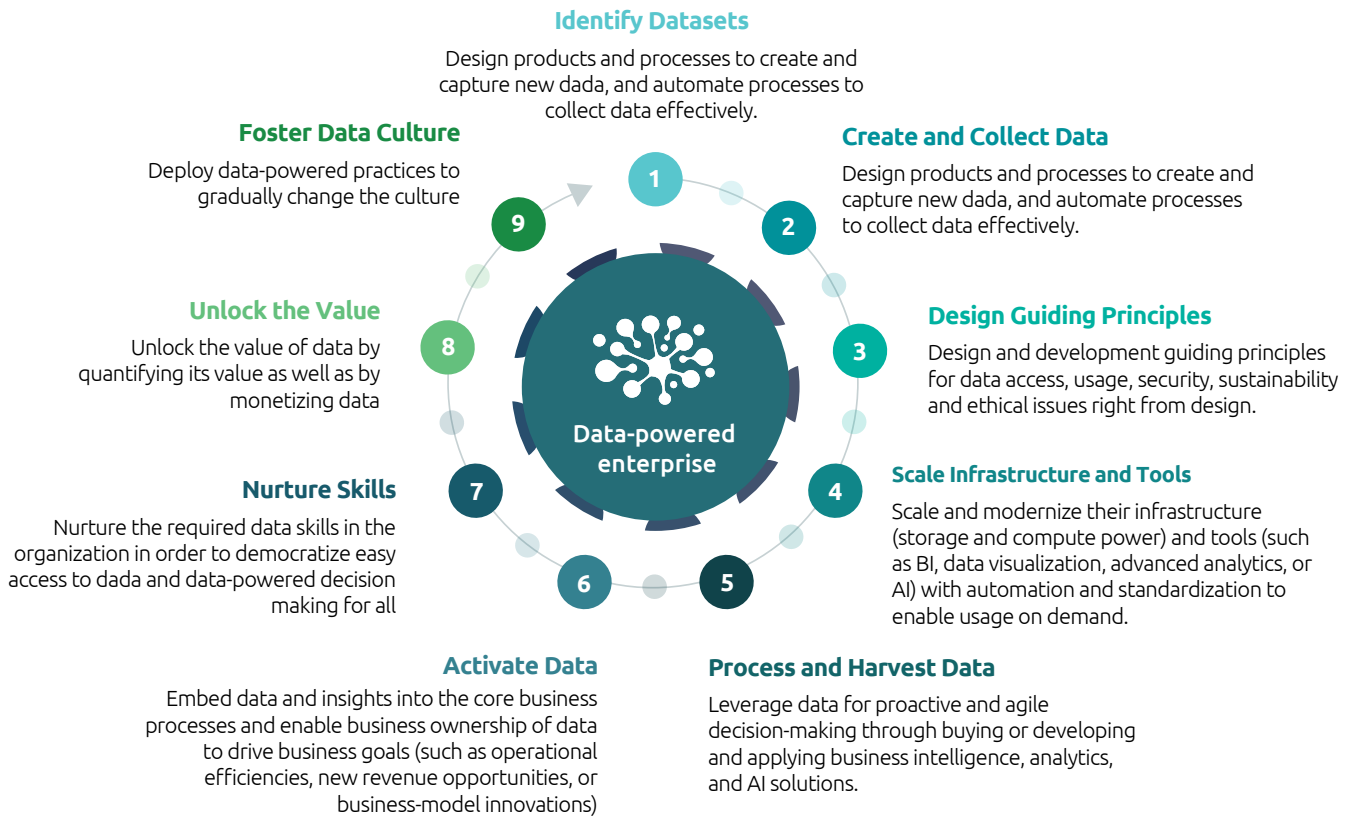 Identify Datasets
Design products and processes to create and
capture new dada, and automate processes to
collect data effectively.
1
Create and Collect Data
Design products and processes to create and
capture new dada, and automate processes
to collect data effectively.
2
Design Guiding Principles
Design and development guiding principles
for data access, usage, security, sustainability
and ethical issues right from design.
3
Scale Infrastructure and Tools
Scale and modernize their infrastructure
(storage and compute power) and tools (such
as BI, data visualization, advanced analytics, or
AI) with automation and standardization to
enable usage on demand.
4
Process and Harvest Data
Leverage data for proactive and agile
decision-making through buying or developing
and applying business intelligence, analytics,
and AI solutions.
5
Activate Data
Embed data and insights into the core business
processes and enable business ownership of data
to drive business goals (such as operational
efficiencies, new revenue opportunities, or
business-model innovations)
6
Nurture Skills
Nurture the required data skills in the
organization in order to democratize easy
access to dada and data-powered decision
making for all
7
Unlock the Value
Unlock the value of data by
quantifying its value as well as by
monetizing data
8
Foster Data Culture
Deploy data-powered practices to
gradually change the culture
9
Data-powered
enterprise